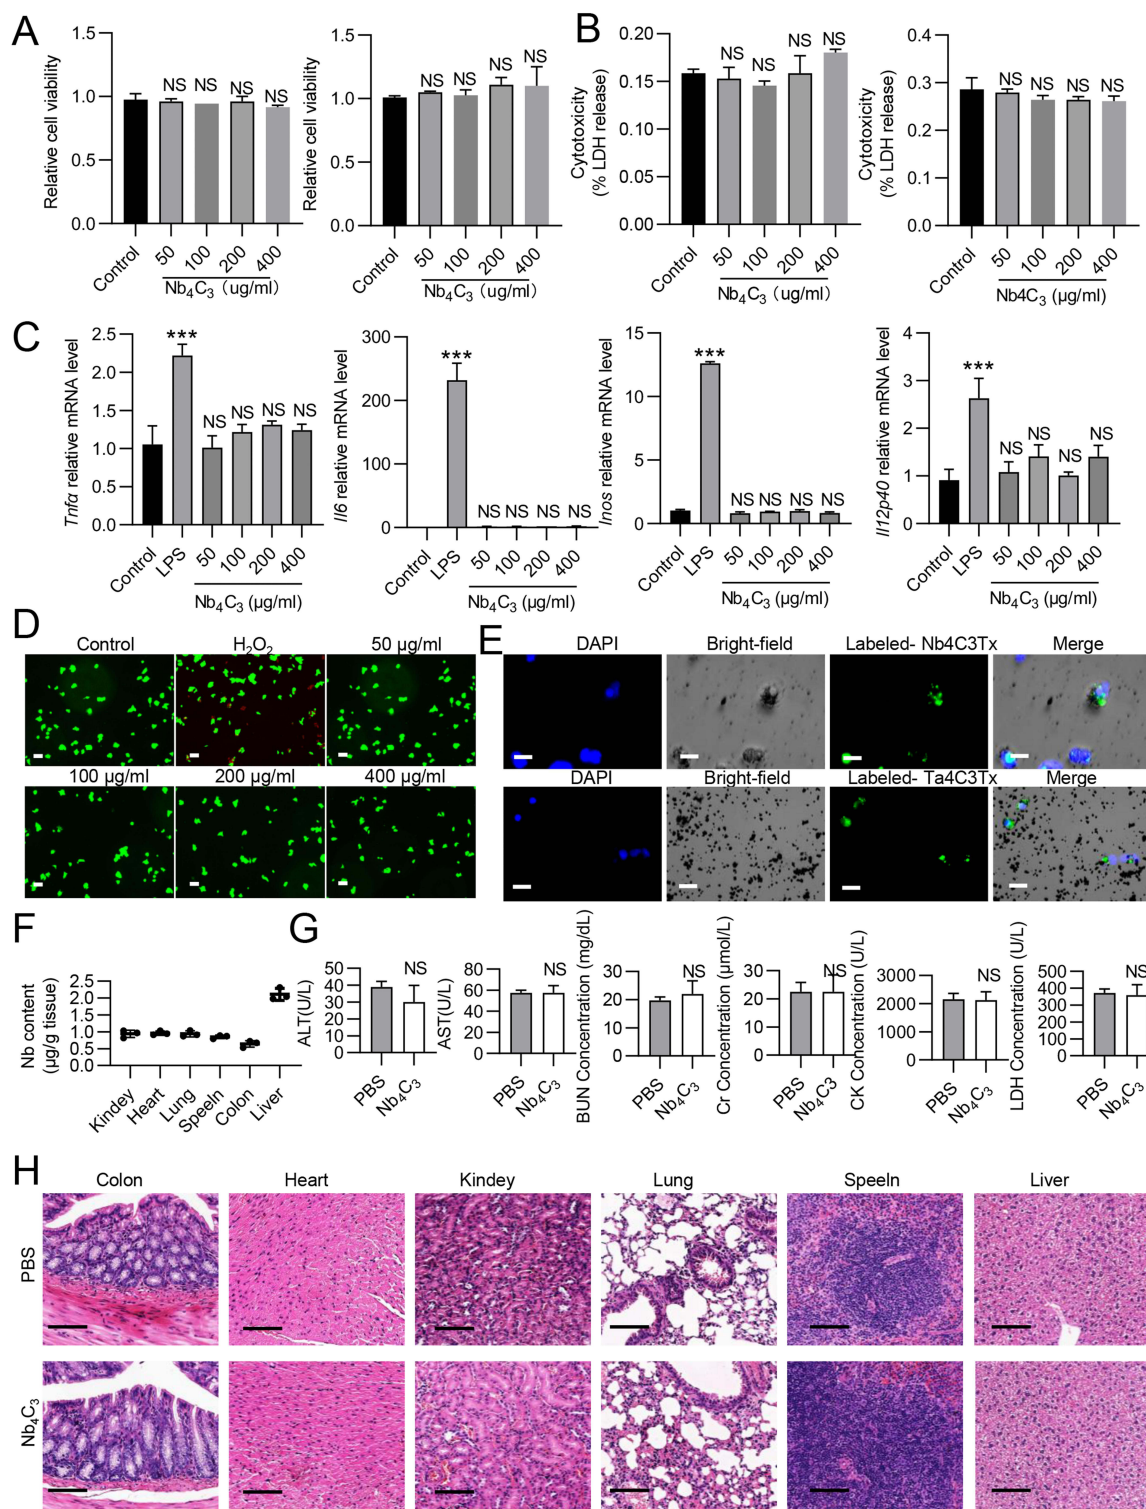 A
Relative cell viability
1.5
1.0
0.5
0.0
NS NS NS NS
Control
50
100
200
400
Nb4C3 (ug/ml)
Relative cell viability
1.5
1.0
0.5
0.0
NS NS NS NS
Control
50
100
200
400
Nb4C3 (ug/ml)
B
Cytotoxicity
(% LDH release)
0.20
0.15
0.10
0.05
0.00
NS NS NS NS
Control
50
100
200
400
Nb4C3 (ug/ml)
Cytotoxicity
(% LDH release)
0.4
0.3
0.2
0.1
0.0
NS NS NS NS
Control
50
100
200
400
Nb4C3 (µg/ml)
C
Tnfα relative mRNA level
2.5
2.0
1.5
1.0
0.5
0.0
***
NS NS NS NS
Control
LPS
50
100
200
400
Nb4C3 (µg/ml)
Il6 relative mRNA level
300
200
100
0
***
NS NS NS NS
Control
LPS
50
100
200
400
Nb4C3 (µg/ml)
Inos relative mRNA level
15
12
9
6
3
0
***
NS NS NS NS
Control
LPS
50
100
200
400
Nb4C3 (µg/ml)
Il12p40 relative mRNA level
4
3
2
1
0
***
NS NS NS NS
Control
LPS
50
100
200
400
Nb4C3 (µg/ml)
D
Control H2O2 50 µg/ml
100 µg/ml 200 µg/ml 400 µg/ml
E
DAPI Bright-field Labeled- Nb4C3Tx Merge
DAPI Bright-field Labeled- Ta4C3Tx Merge
F
Nb content
(µg/g tissue)
2.5
2.0
1.5
1.0
0.5
0.0
Kindey
Heart
Lung
Speeln
Colon
Liver
G
ALT(U/L)
50
40
30
20
10
0
NS
PBS
Nb4C3
AST(U/L)
80
60
40
20
0
NS
PBS
Nb4C3
BUN Concentration (mg/dL)
30
20
10
0
NS
PBS
Nb4C3
Cr Concentration (µmol/L)
30
20
10
0
NS
PBS
Nb4C3
CK Concentration (U/L)
3000
2000
1000
0
NS
PBS
Nb4C3
LDH Concentration (U/L)
500
400
300
200
100
0
NS
PBS
Nb4C3
H
Colon Heart Kindey Lung Speeln Liver
PBS
Nb4C3